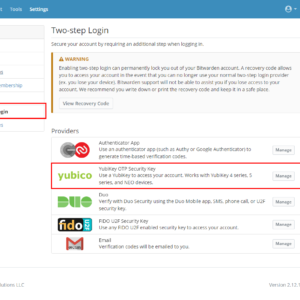 Tools
Settings
Two-step Login
Secure your account by requiring an additional step when logging in.
WARNING
Enabling two-step login can permanently lock you out of your Bitwarden account. A recovery code allows
you to access your account in the event that you can no longer use your normal two-step login provider
(ex. you lose your device). Bitwarden support will not be able to assist you if you lose access to your
account. We recommend you write down or print the recovery code and keep it in a safe place.
View Recovery Code
Providers
Authenticator App
Use an authenticator app (such as Authy or Google Authenticator) to
generate time-based verification codes.
Manage
yubico
YubiKey OTP Security Key
Use a YubiKey to access your account. Works with YubiKey 4 series, 5
series, and NEO devices.
Manage
DUO
Duo
Verify with Duo Security using the Duo Mobile app, SMS, phone call, or U2F
security key.
Manage
fido
FIDO U2F Security Key
Use any FIDO U2F enabled security key to access your account.
Manage
Email
Verification codes will be emailed to you.
Manage